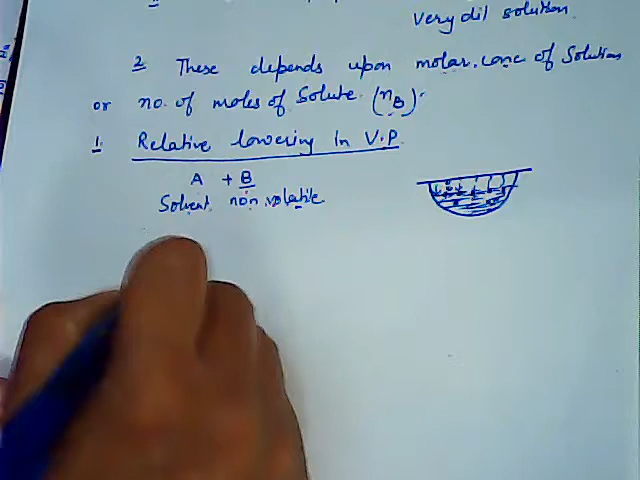 very dil solution.
2. These depends upon molar. conc of Solution
or no. of moles of Solute (nB).
1. Relative lowering in V.P.
A + B
Solvent non volatile